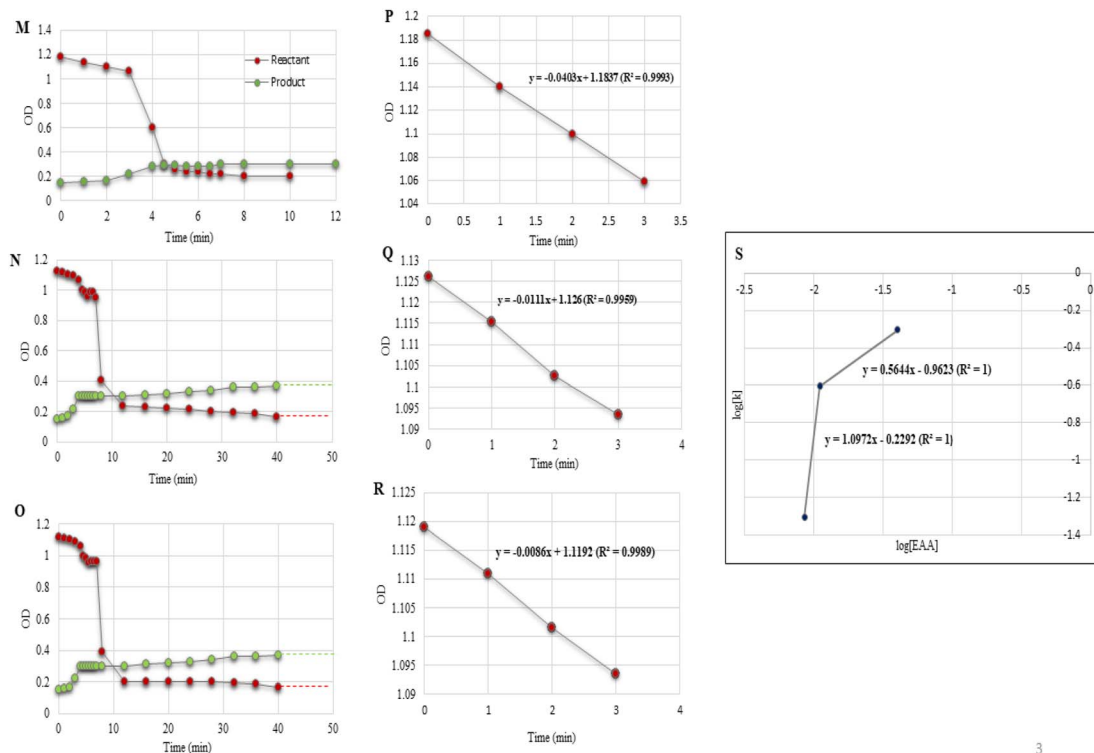 M
1.4
1.2
1
0.8
0.6
0.4
0.2
0
OD
Reactant
Product
0 2 4 6 8 10 12
Time (min)
P
1.2
1.18
1.16
1.14
1.12
1.1
1.08
1.06
1.04
OD
y = -0.0403x + 1.1837 (R² = 0.9993)
0 0.5 1 1.5 2 2.5 3 3.5
Time (min)
N
1.2
1
0.8
0.6
0.4
0.2
0
OD
0 10 20 30 40 50
Time (min)
Q
1.13
1.125
1.12
1.115
1.11
1.105
1.1
1.095
1.09
OD
y = -0.0111x + 1.126 (R² = 0.9959)
0 1 2 3 4
Time (min)
S
-2.5 -2 -1.5 -1 -0.5 0
0
-0.2
-0.4
-0.6
-0.8
-1
-1.2
-1.4
log[k]
y = 0.5644x - 0.9623 (R² = 1)
y = 1.0972x - 0.2292 (R² = 1)
log[EAA]
O
1.2
1
0.8
0.6
0.4
0.2
0
OD
0 10 20 30 40 50
Time (min)
R
1.125
1.12
1.115
1.11
1.105
1.1
1.095
1.09
OD
y = -0.0086x + 1.1192 (R² = 0.9989)
0 1 2 3 4
Time (min)
3